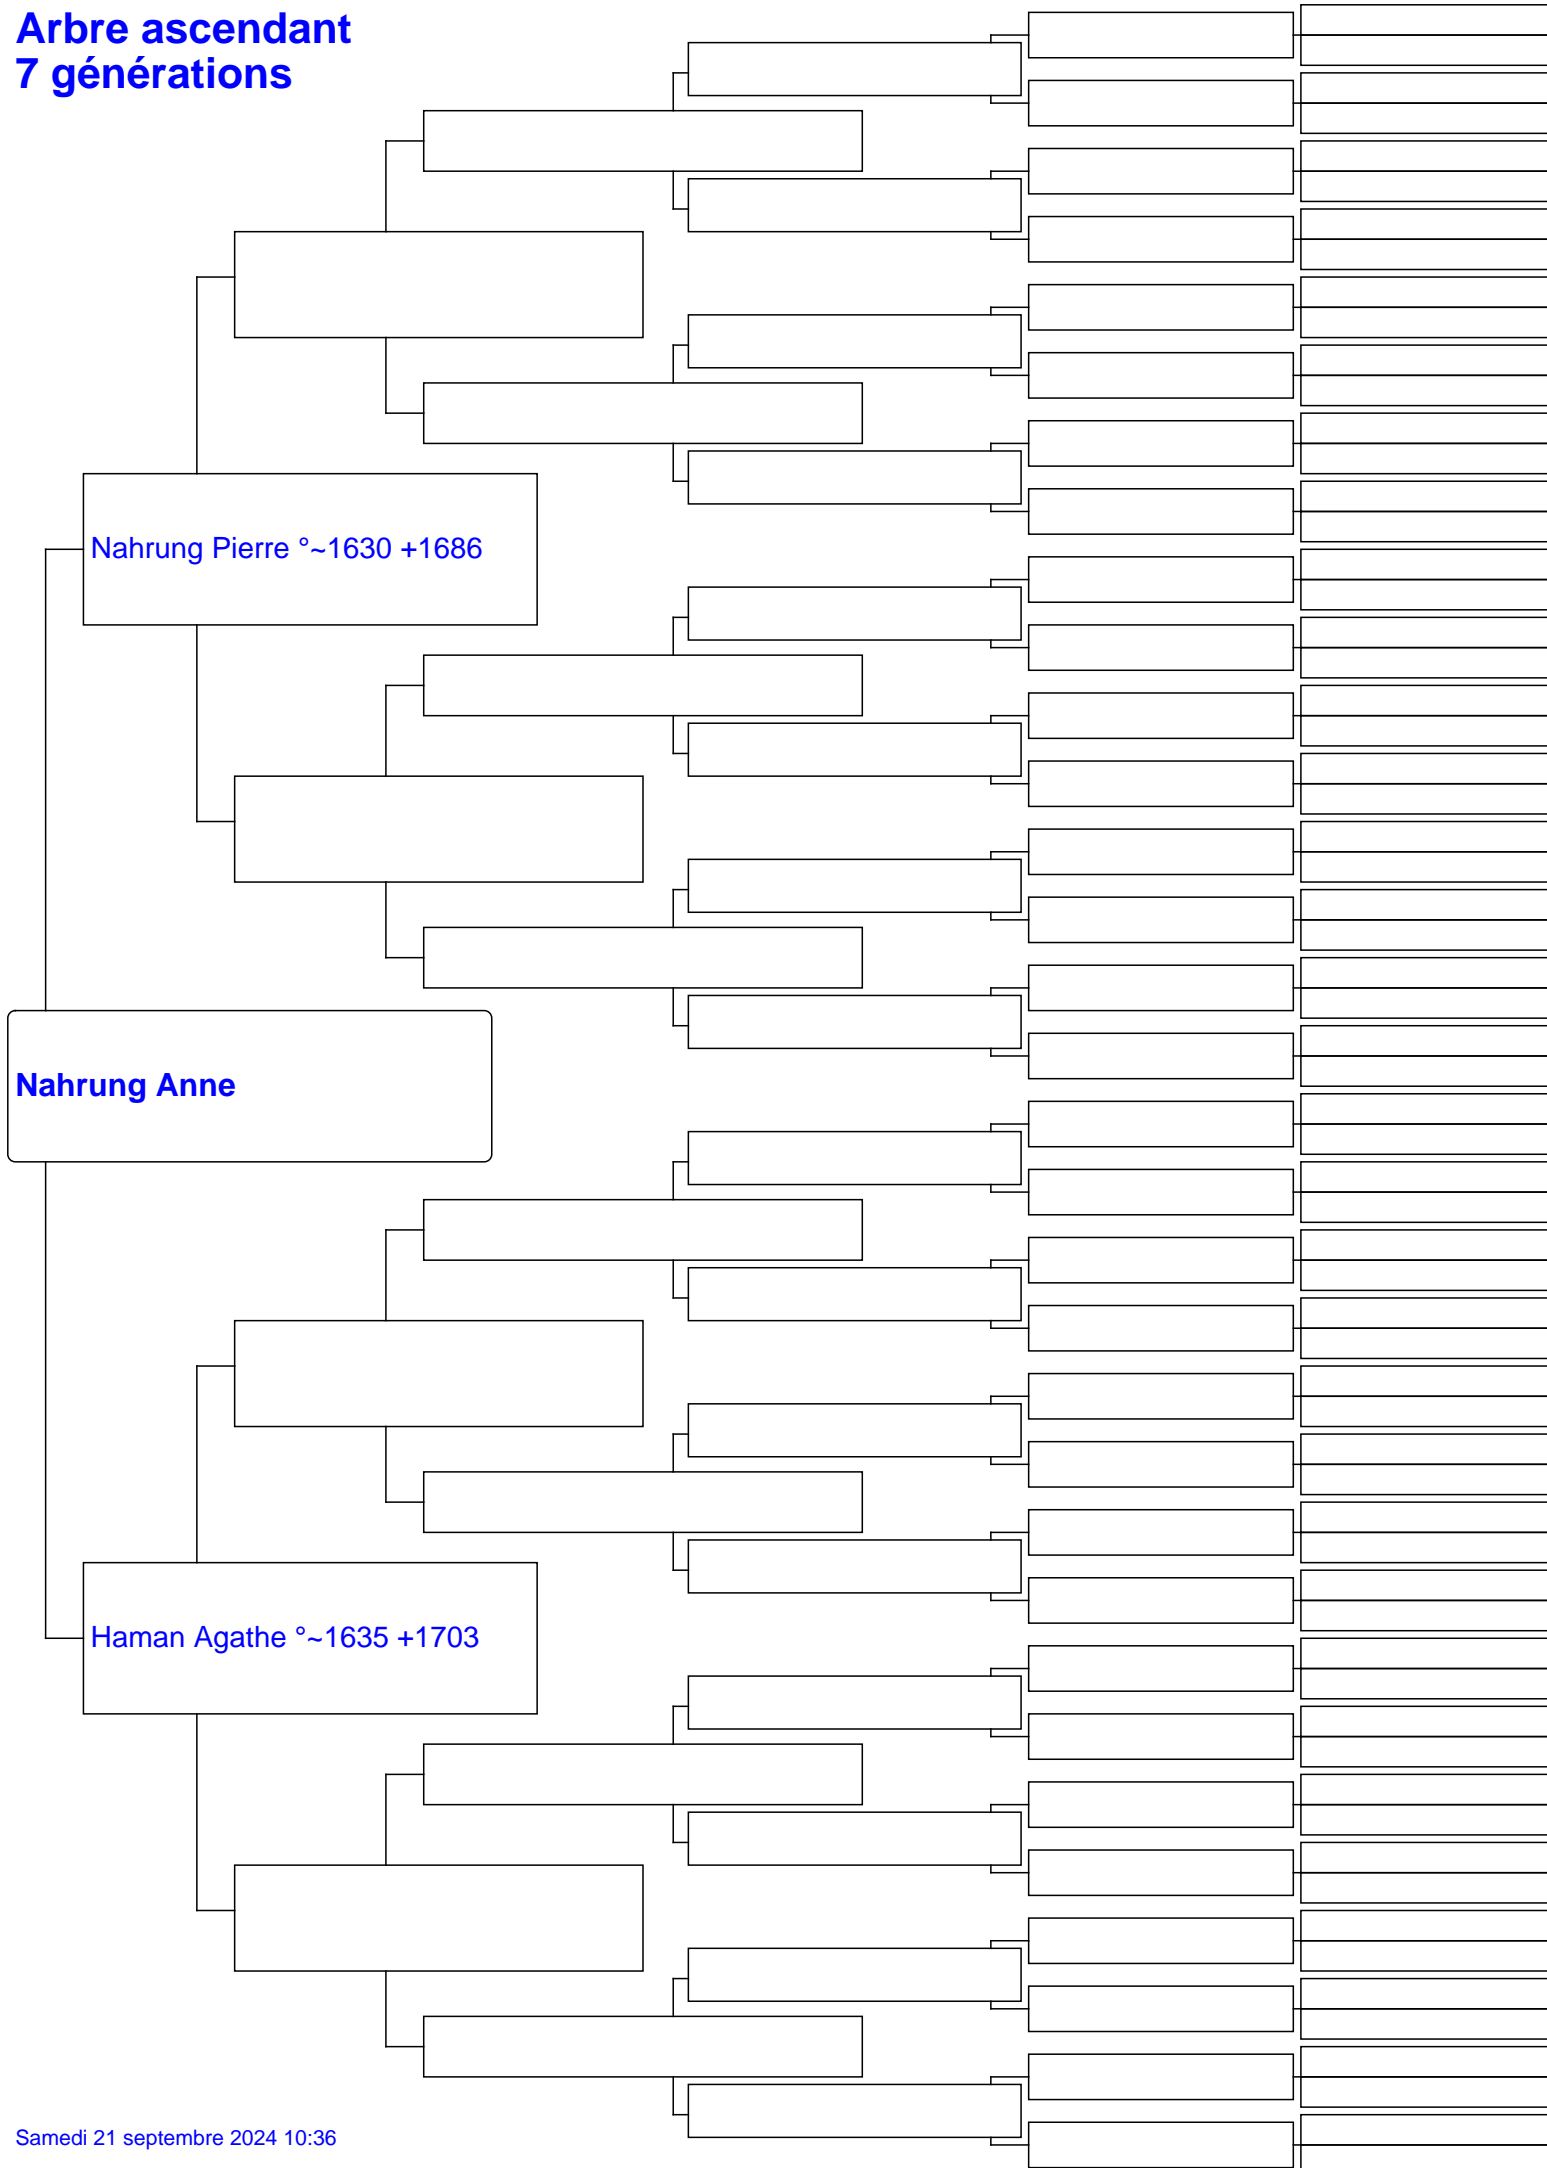 Arbre ascendant
7 générations
Nahrung Pierre °~1630 +1686
Nahrung Anne
Haman Agathe °~1635 +1703
Samedi 21 septembre 2024 10:36